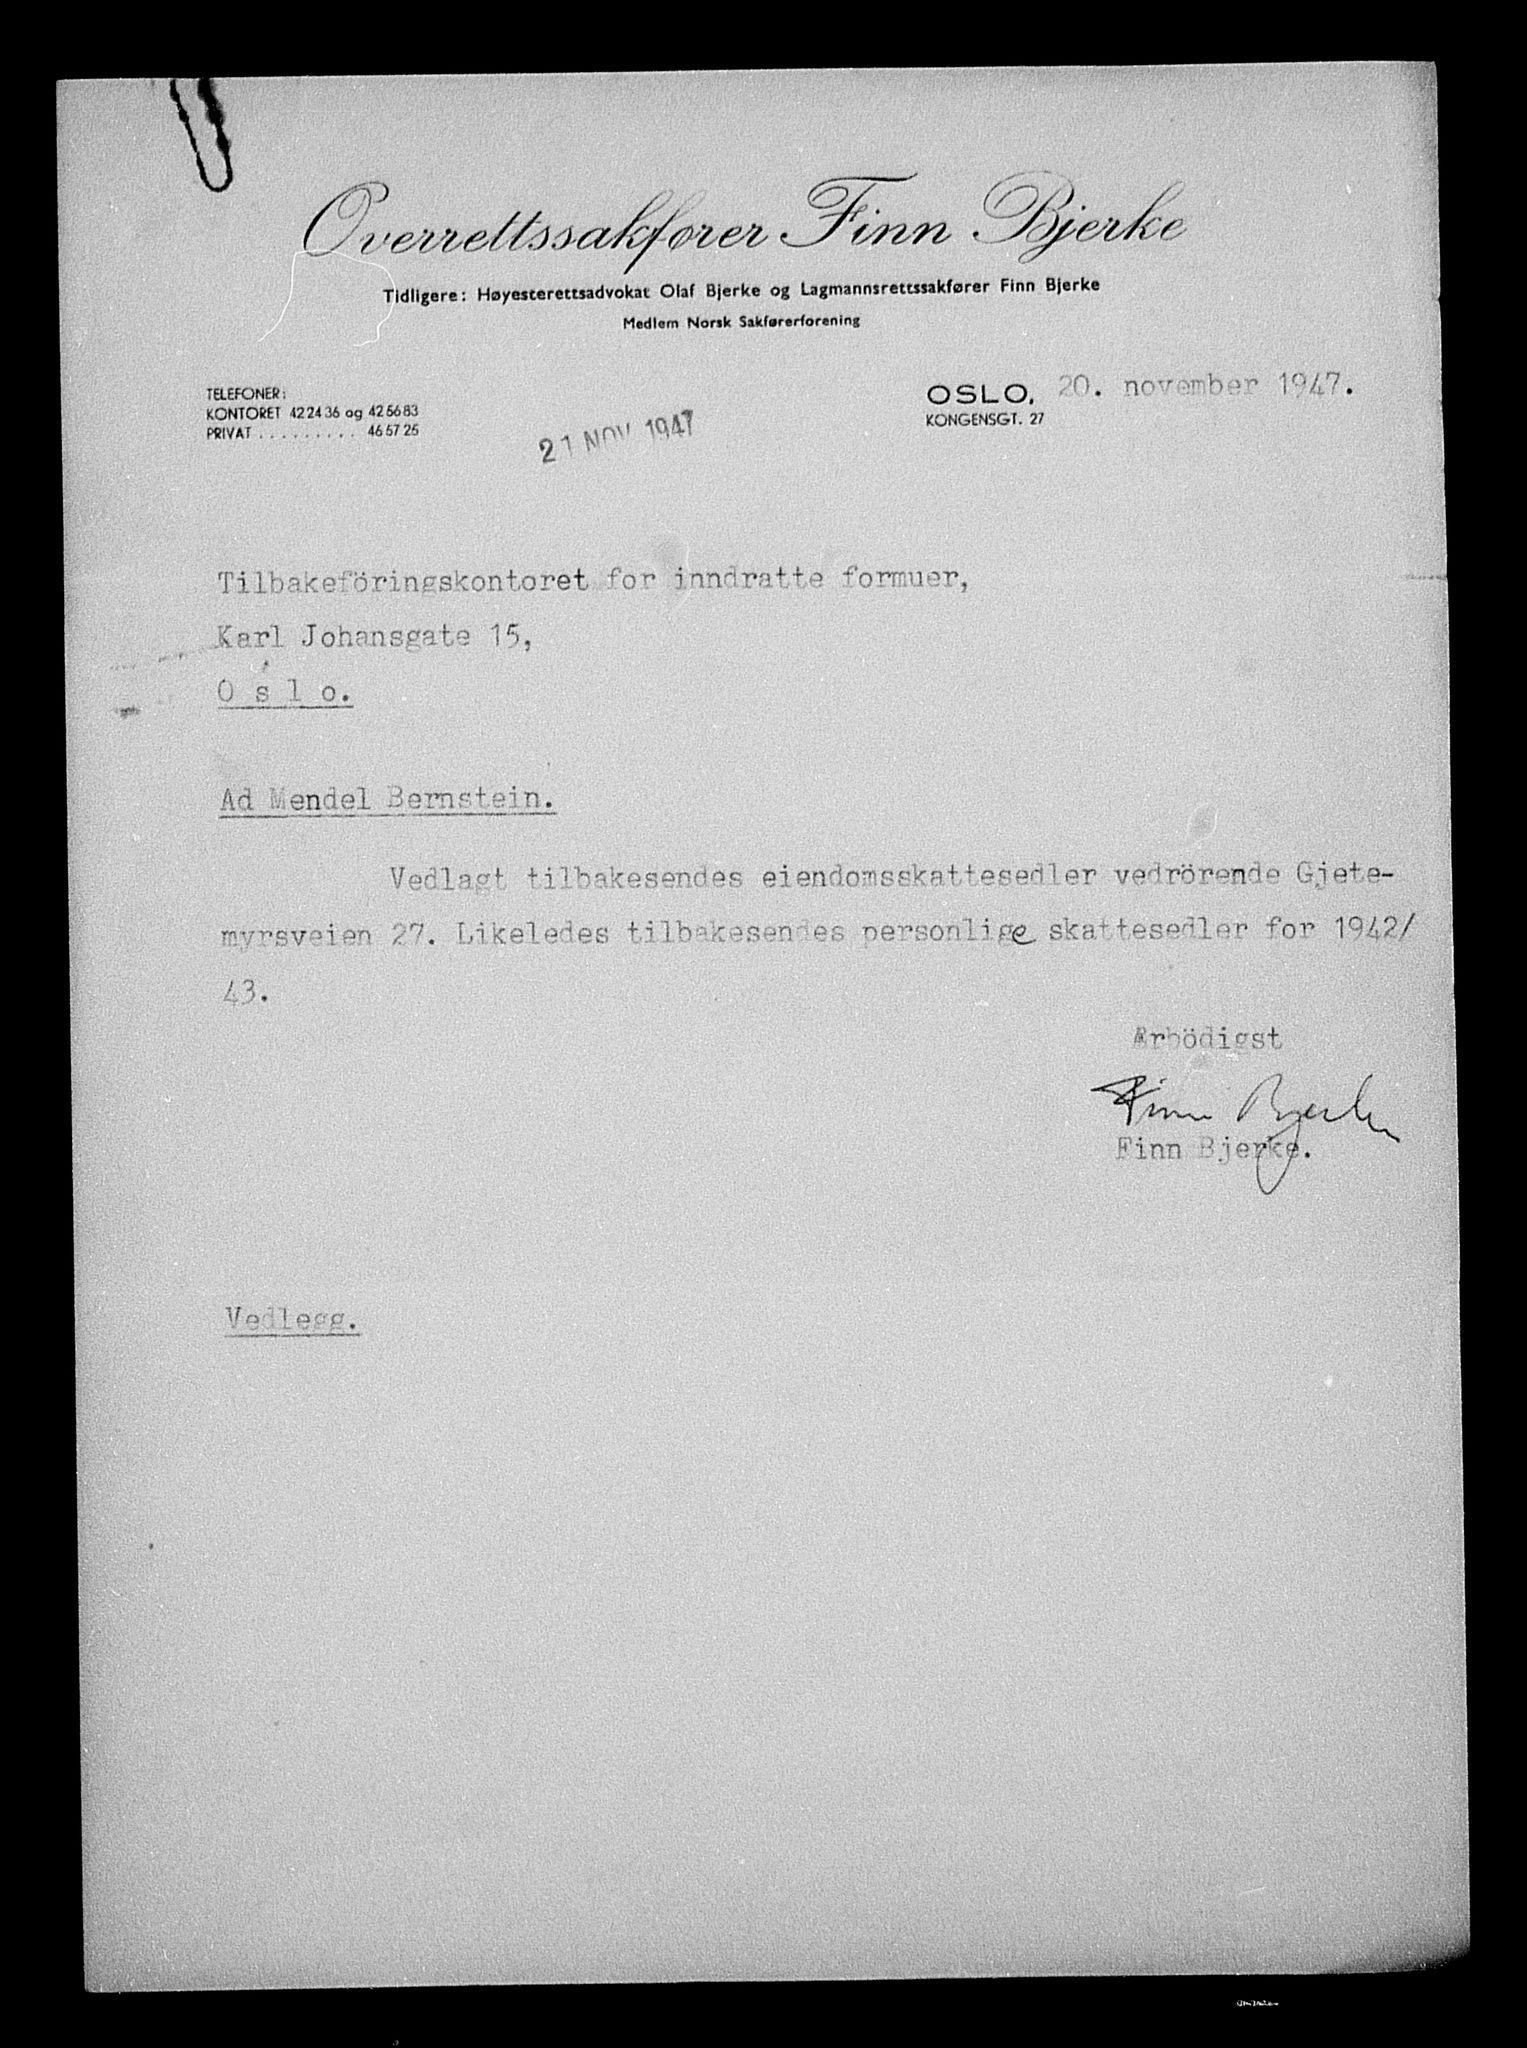 Overrettssakfører Finn Bjerke
Tidligere: Høyesterettsadvokat Olaf Bjerke og Lagmannsrettssakfører Finn Bjerke
Medlem Norsk Sakførerforening
TELEFONER:
KONTORET 42 24 36 og 42 56 83
PRIVAT . . . . . . . . . 46 57 25
OSLO, 20. november 1947.
KONGENSGT. 27
21 NOV 1947
Tilbakeföringskontoret for inndratte formuer,
Karl Johansgate 15,
O s l o.
Ad Mendel Bernstein.
Vedlagt tilbakesendes eiendomsskattesedler vedrörende Gjete-
myrsveien 27. Likeledes tilbakesendes personlige skattesedler for 1942/
43.
Ærbödigst
Finn Bjerke
Finn Bjerke.
Vedlegg.